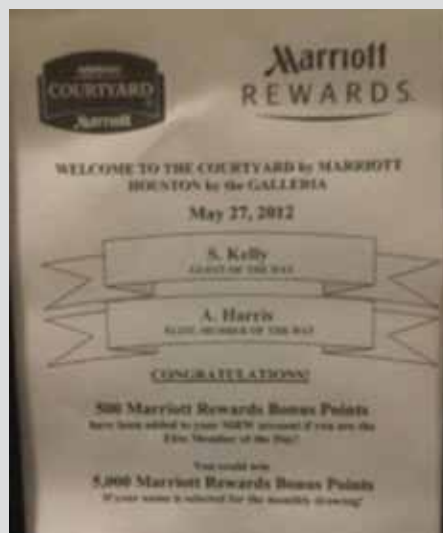 COURTYARD
Marriott
Marriott
REWARDS
WELCOME TO THE COURTYARD by MARRIOTT
HOUSTON by the GALLERIA
May 27, 2012
S. Kelly
GUEST OF THE DAY
A. Harris
ELITE MEMBER OF THE DAY
CONGRATULATIONS!
500 Marriott Rewards Bonus Points
have been added to your account if you are the
Elite Member of the Day!
You could win
5,000 Marriott Rewards Bonus Points
if your name is selected for the monthly drawing!